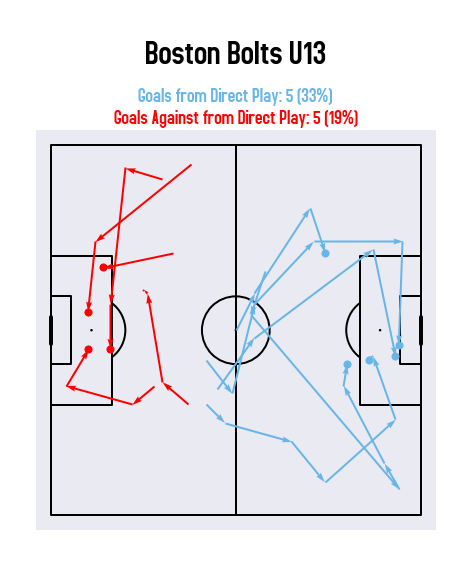 Boston Bolts U13
Goals from Direct Play: 5 (33%)
Goals Against from Direct Play: 5 (19%)